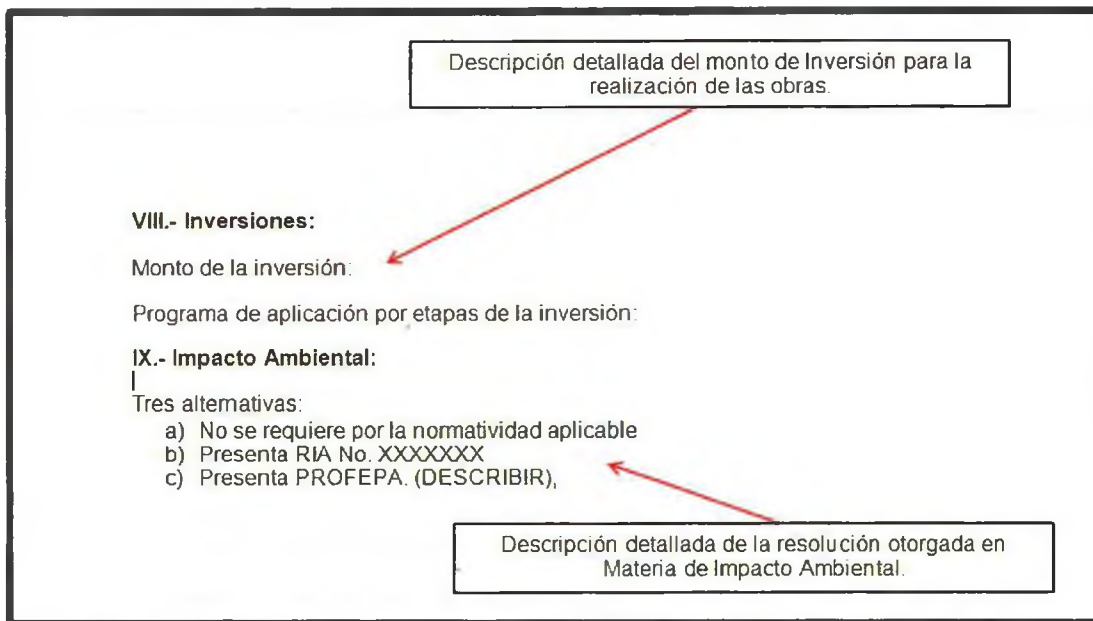 Descripción detallada del monto de Inversión para la
realización de las obras.
VIII.- Inversiones:
Monto de la inversión:
Programa de aplicación por etapas de la inversión:
IX.- Impacto Ambiental:
Tres alternativas:
a) No se requiere por la normatividad aplicable
b) Presenta RIA No. XXXXXXX
c) Presenta PROFEPA. (DESCRIBIR),
Descripción detallada de la resolución otorgada en
Materia de Impacto Ambiental.